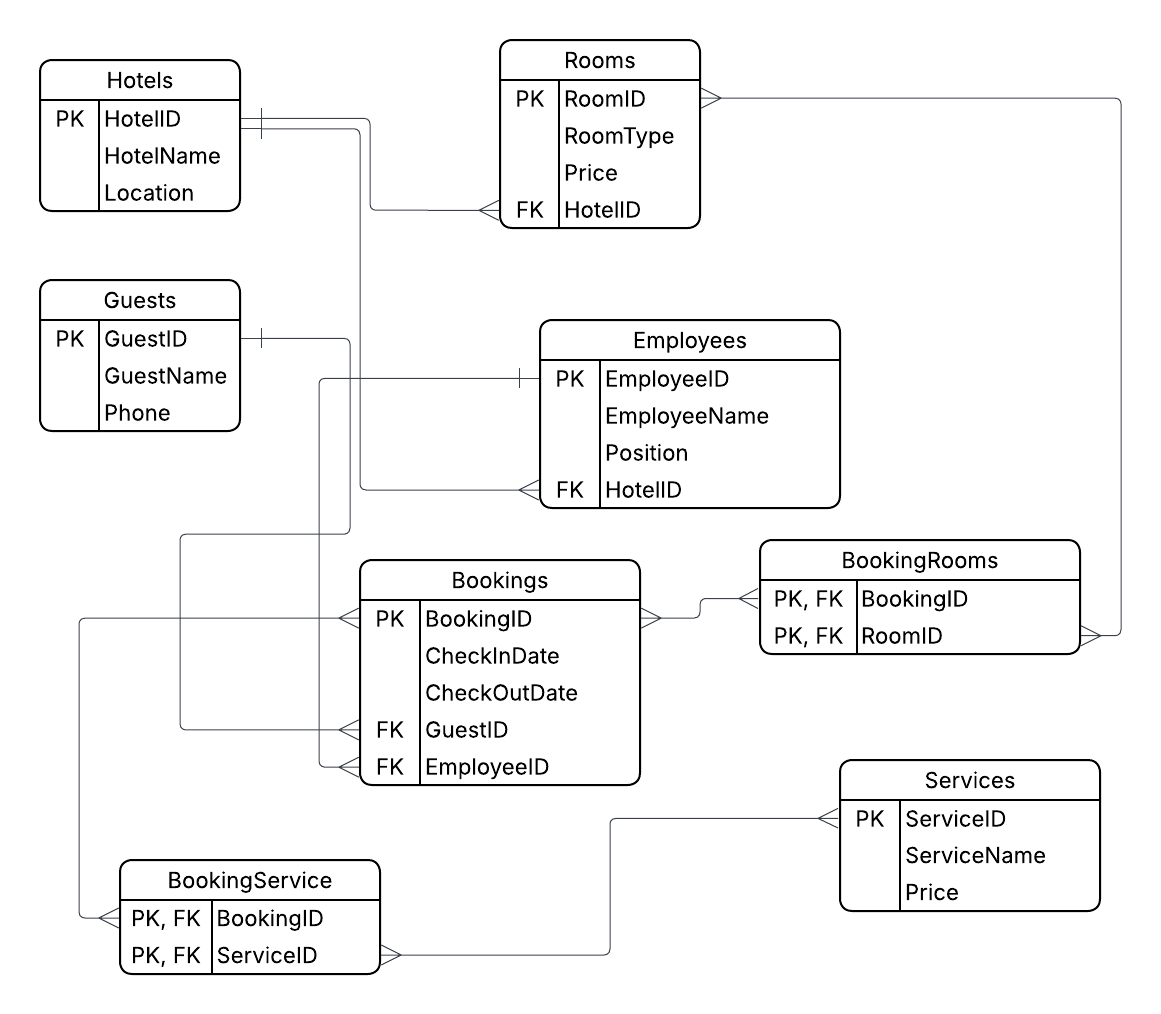 Hotels
PK HotelID
HotelName
Location
Rooms
PK RoomID
RoomType
Price
FK HotelID
Guests
PK GuestID
GuestName
Phone
Employees
PK EmployeeID
EmployeeName
Position
FK HotelID
Bookings
PK BookingID
CheckInDate
CheckOutDate
FK GuestID
FK EmployeeID
BookingRooms
PK, FK BookingID
PK, FK RoomID
Services
PK ServiceID
ServiceName
Price
BookingService
PK, FK BookingID
PK, FK ServiceID